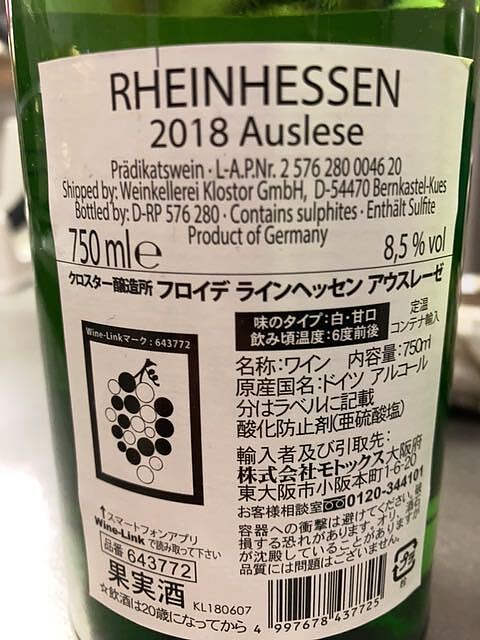 RHEINHESSEN
2018 Auslese
Prädikatswein · L-A.P.Nr. 2 576 280 0046 20
Shipped by: Weinkellerei Klostor GmbH, D-54470 Bernkastel-Kues
Bottled by: D-RP 576 280 · Contains sulphites · Enthält Sulfite
750 ml e Product of Germany 8,5 % vol
クロスター醸造所 フロイデ ラインヘッセン アウスレーゼ
Wine-Linkマーク : 643772
味のタイプ:白・甘口
飲み頃温度:6度前後
定温
コンテナ輸入
名称:ワイン 内容量:750ml
原産国名:ドイツ アルコール
分はラベルに記載
酸化防止剤(亜硫酸塩)
輸入者及び引取先:
株式会社モトックス大阪府
東大阪市小阪本町1-6-20
お客様相談室 0120-344101
容器への衝撃は避けてください。破
損する恐れがあります。オリ、酒石
が沈殿していることがありますが
品質には問題はございません。
↑スマートフォンアプリ
Wine-Link で読み取って下さい
品番 643772
果実酒
☆飲酒は20歳になってから
KL180607
4 997678 437725